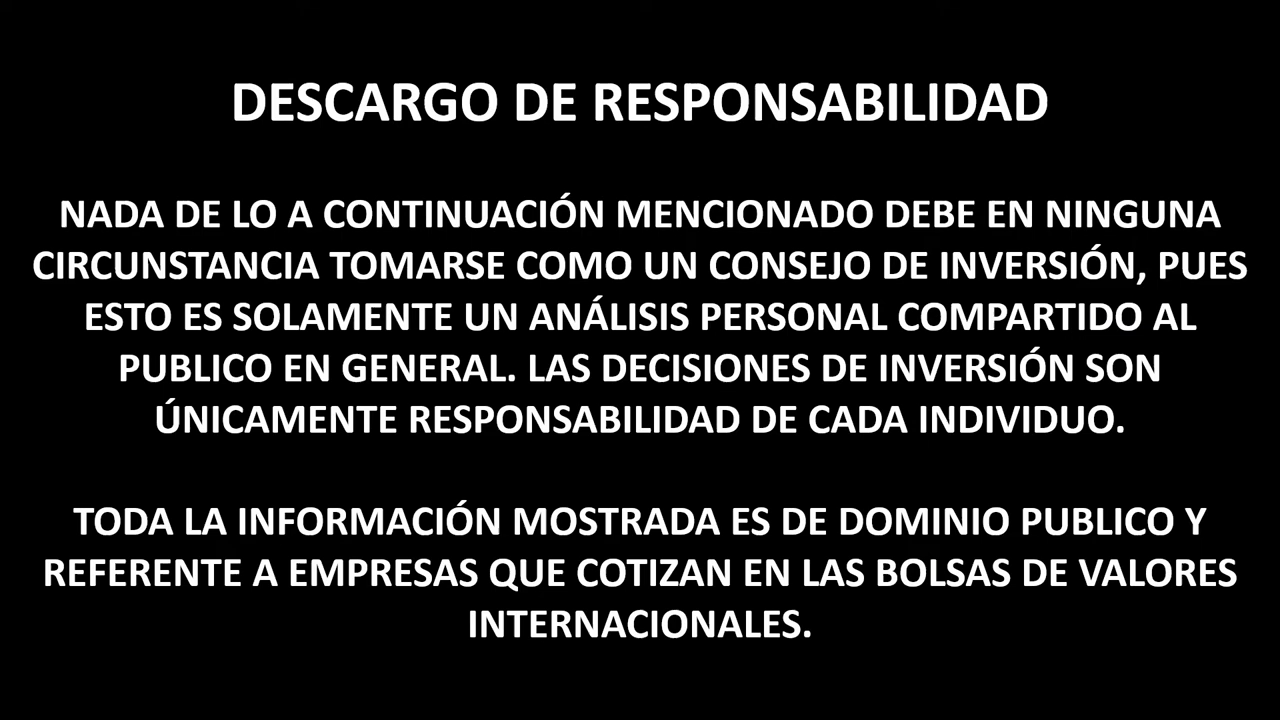 DESCARGO DE RESPONSABILIDAD
NADA DE LO A CONTINUACIÓN MENCIONADO DEBE EN NINGUNA
CIRCUNSTANCIA TOMARSE COMO UN CONSEJO DE INVERSIÓN, PUES
ESTO ES SOLAMENTE UN ANÁLISIS PERSONAL COMPARTIDO AL
PUBLICO EN GENERAL. LAS DECISIONES DE INVERSIÓN SON
ÚNICAMENTE RESPONSABILIDAD DE CADA INDIVIDUO.
TODA LA INFORMACIÓN MOSTRADA ES DE DOMINIO PUBLICO Y
REFERENTE A EMPRESAS QUE COTIZAN EN LAS BOLSAS DE VALORES
INTERNACIONALES.